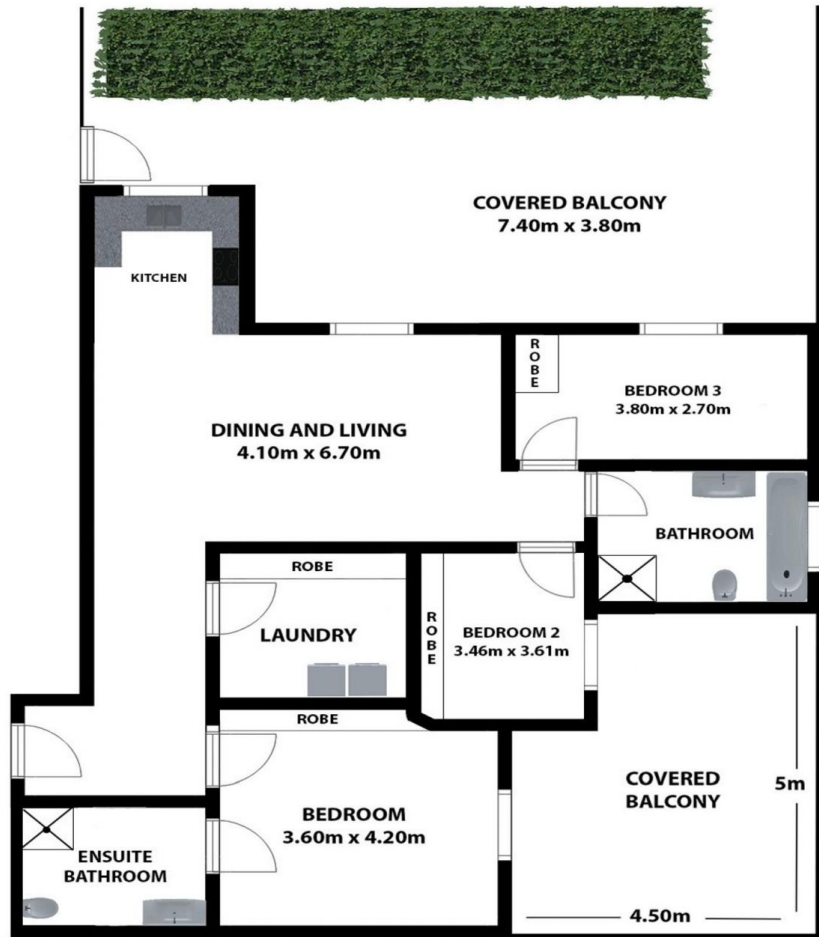 COVERED BALCONY
7.40m x 3.80m
KITCHEN
ROBE
BEDROOM 3
3.80m x 2.70m
DINING AND LIVING
4.10m x 6.70m
BATHROOM
ROBE
LAUNDRY
ROBE
BEDROOM 2
3.46m x 3.61m
ROBE
BEDROOM
3.60m x 4.20m
COVERED
BALCONY
5m
4.50m
ENSUITE
BATHROOM